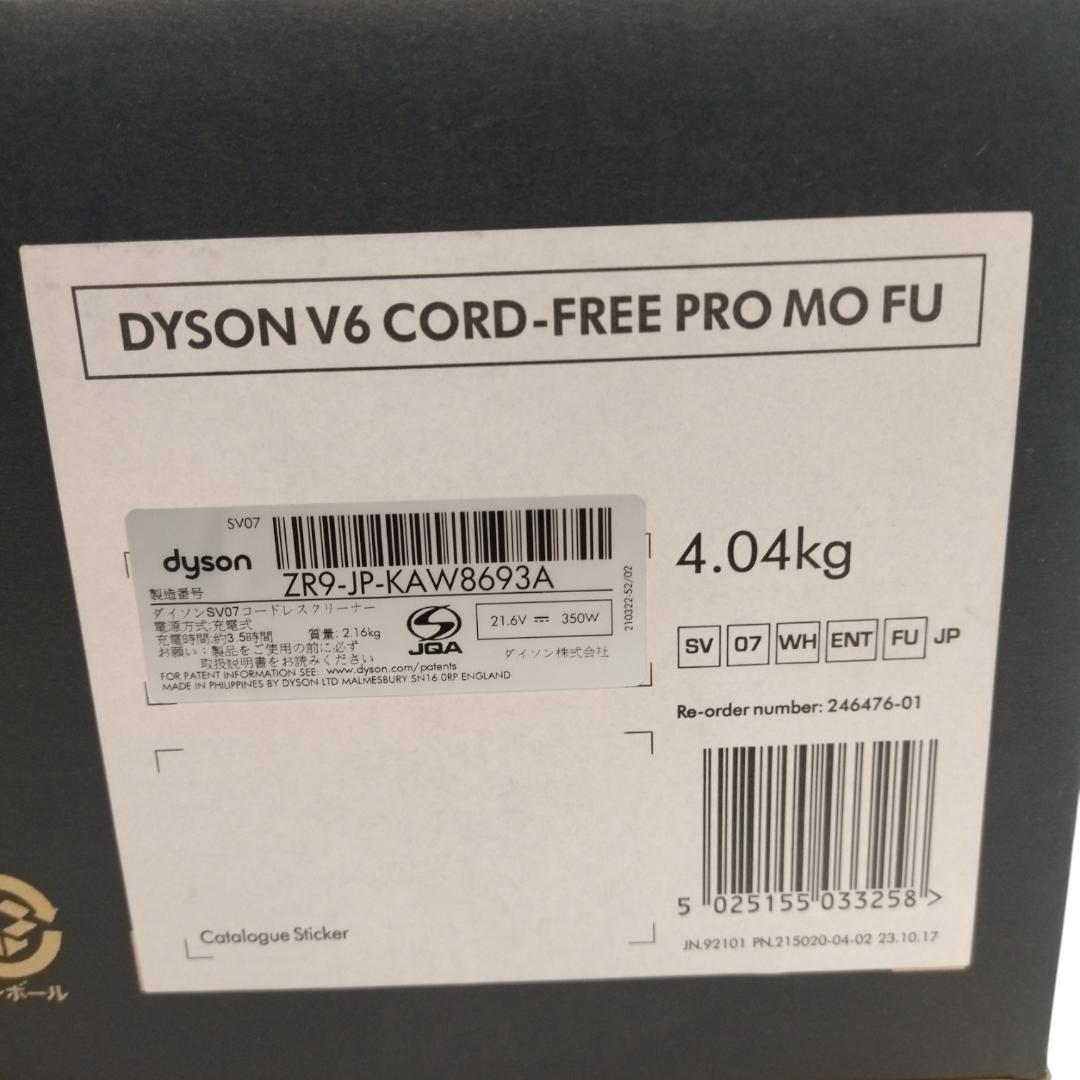 DYSON V6 CORD-FREE PRO MO FU
SV07
dyson
ZR9-JP-KAW8693A
製造番号
ダイソンSV07コードレスクリーナー
電源方式:充電式
充電時間:約3.5時間 質量: 2.16kg
お願い:製品をご使用の前に必ず
取扱説明書をお読みください
JQA
21.6V ⎓ 350W
ダイソン株式会社
FOR PATENT INFORMATION SEE: www.dyson.com/patents
MADE IN PHILIPPINES BY DYSON LTD MALMESBURY SN16 0RP ENGLAND
210322-52/02
4.04kg
SV 07 WH ENT FU JP
Re-order number: 246476-01
5 025155 033258 >
JN.92101 PN.215020-04-02 23.10.17
Catalogue Sticker
ボール